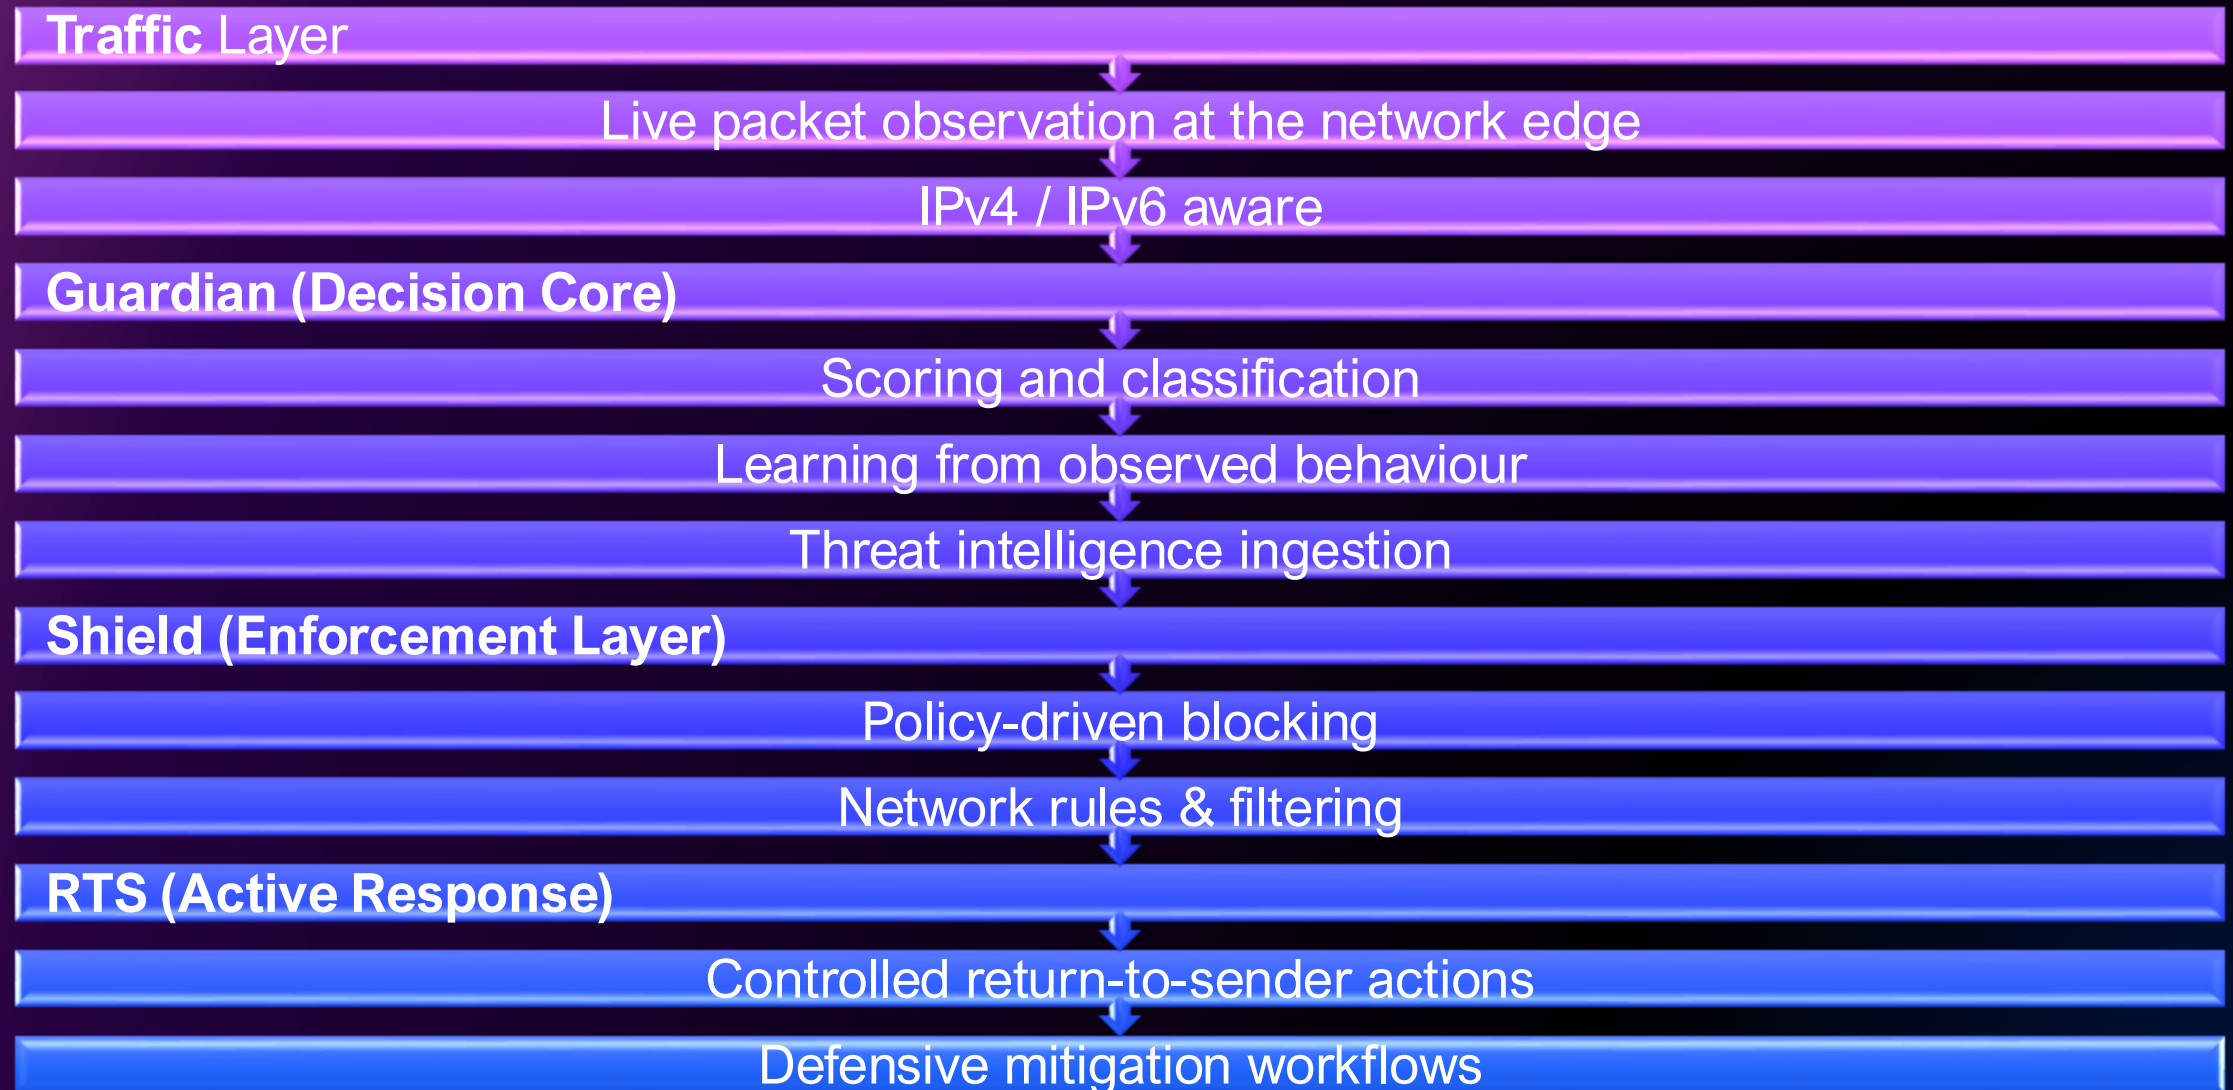 Traffic Layer
Live packet observation at the network edge
IPv4 / IPv6 aware
Guardian (Decision Core)
Scoring and classification
Learning from observed behaviour
Threat intelligence ingestion
Shield (Enforcement Layer)
Policy-driven blocking
Network rules & filtering
RTS (Active Response)
Controlled return-to-sender actions
Defensive mitigation workflows